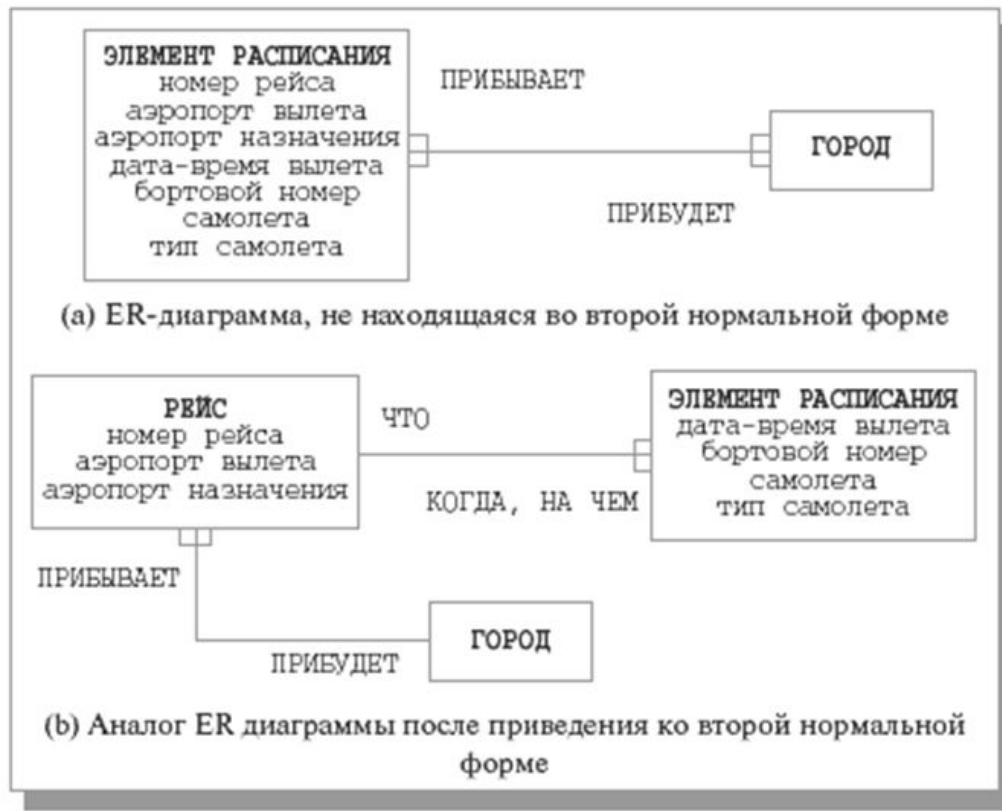 ЭЛЕМЕНТ РАСПИСАНИЯ
номер рейса
аэропорт вылета
аэропорт назначения
дата-время вылета
бортовой номер
самолета
тип самолета
ПРИБЫВАЕТ
ГОРОД
ПРИБУДЕТ
(a) ER-диаграмма, не находящаяся во второй нормальной форме
РЕЙС
номер рейса
аэропорт вылета
аэропорт назначения
ЧТО
КОГДА, НА ЧЕМ
ЭЛЕМЕНТ РАСПИСАНИЯ
дата-время вылета
бортовой номер
самолета
тип самолета
ПРИБЫВАЕТ
ПРИБУДЕТ
ГОРОД
(b) Аналог ER диаграммы после приведения ко второй нормальной
форме